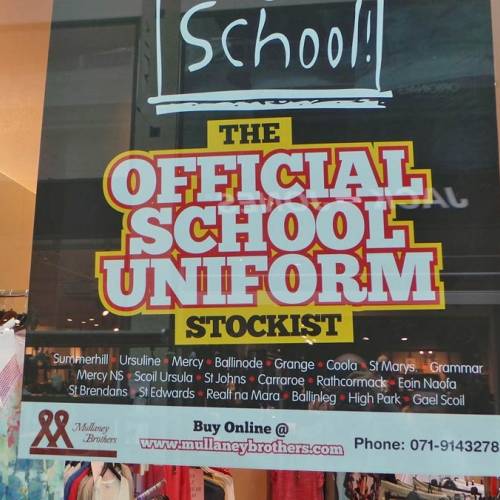 School!
THE
OFFICIAL
SCHOOL
UNIFORM
STOCKIST
Summerhill • Ursuline • Mercy • Ballinode • Grange • Coola • St Marys • Grammar
Mercy NS • Scoil Ursula • St Johns • Carraroe • Rathcormack • Eoin Naofa
St Brendans • St Edwards • Realt na Mara • Ballinleg • High Park • Gael Scoil
Mullaney
Brothers
Buy Online @
www.mullaneybrothers.com
Phone: 071-9143278
JACK & JONES